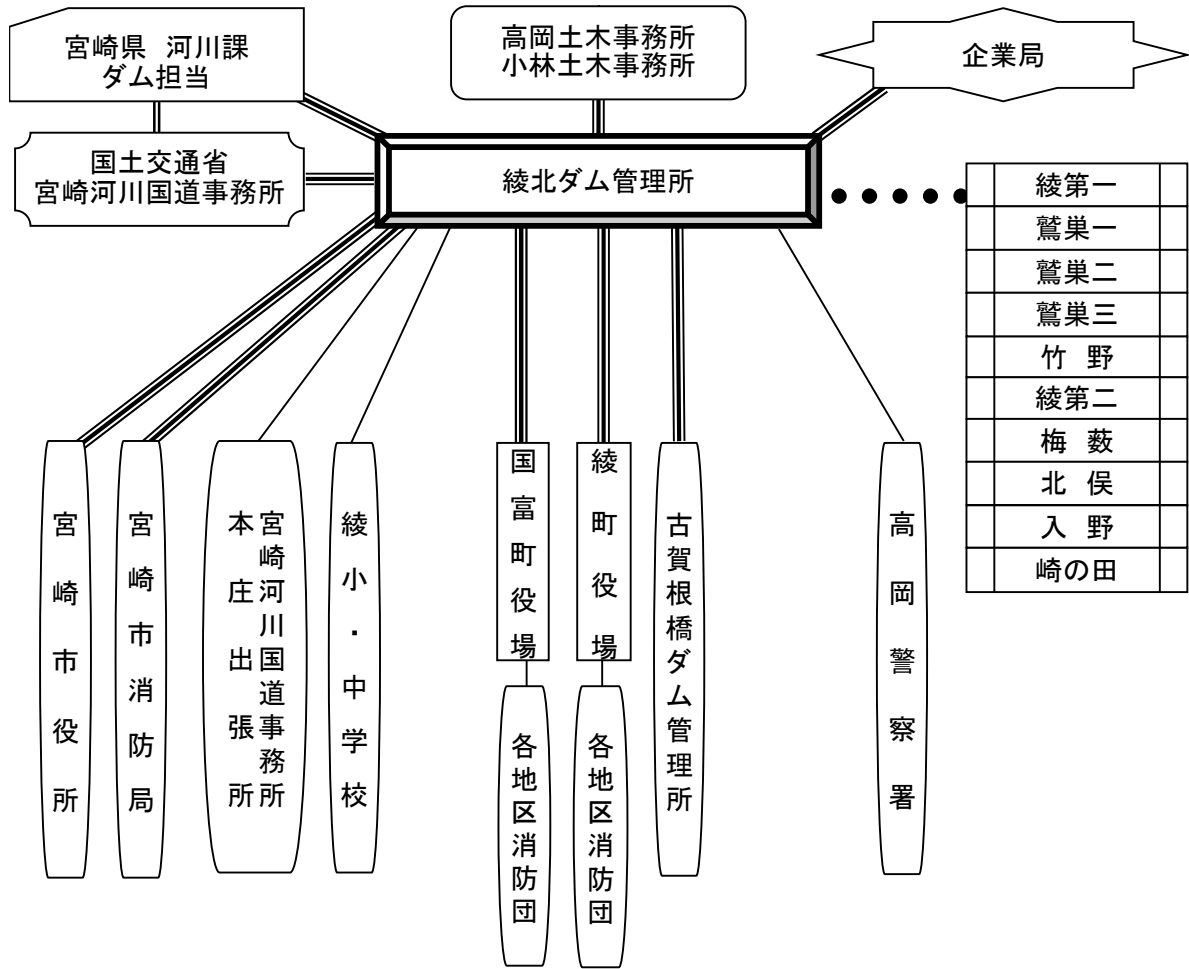 宮崎県 河川課
ダム担当
高岡土木事務所
小林土木事務所
企業局
国土交通省
宮崎河川国道事務所
綾北ダム管理所
綾第一
鷲巣一
鷲巣二
鷲巣三
竹 野
綾第二
梅 薮
北 俣
入 野
崎の田
宮崎市役所
宮崎市消防局
宮崎河川国道事務所
本庄出張所
綾小・中学校
国富町役場
各地区消防団
綾町役場
各地区消防団
古賀根橋ダム管理所
高岡警察署